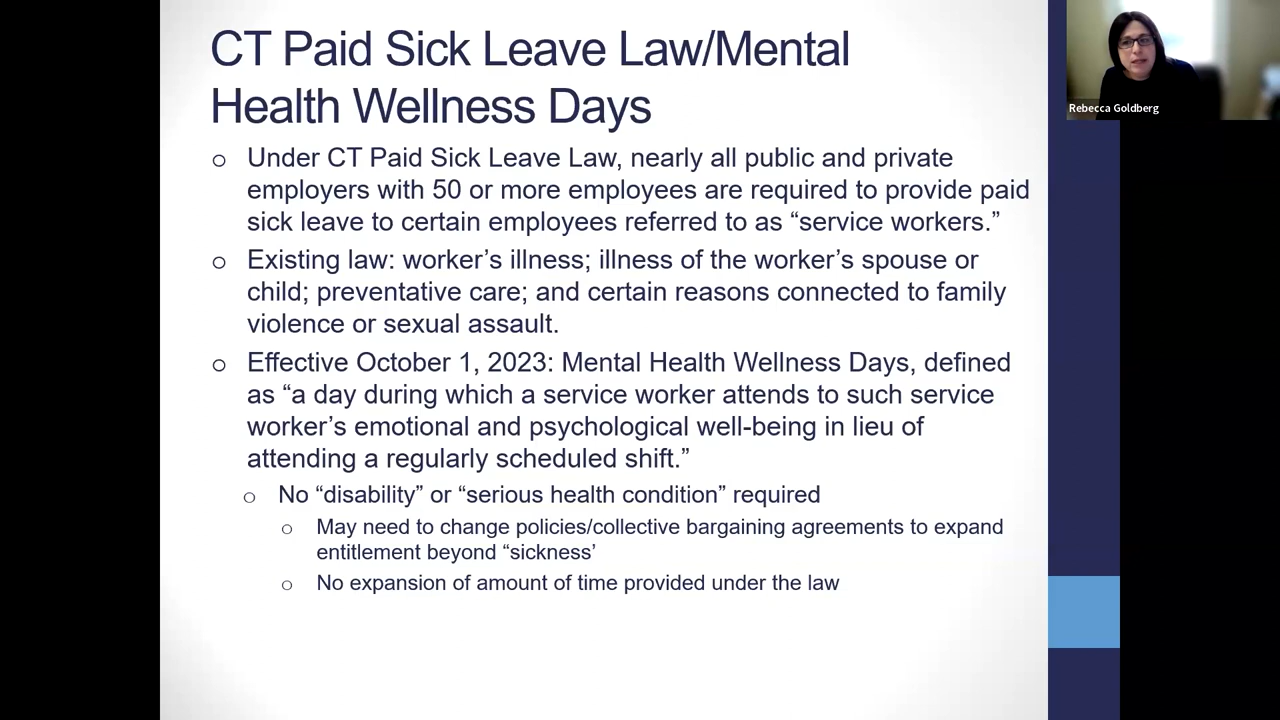 CT Paid Sick Leave Law/Mental
Health Wellness Days
o Under CT Paid Sick Leave Law, nearly all public and private
employers with 50 or more employees are required to provide paid
sick leave to certain employees referred to as “service workers.”
o Existing law: worker’s illness; illness of the worker’s spouse or
child; preventative care; and certain reasons connected to family
violence or sexual assault.
o Effective October 1, 2023: Mental Health Wellness Days, defined
as “a day during which a service worker attends to such service
worker’s emotional and psychological well-being in lieu of
attending a regularly scheduled shift.”
o No “disability” or “serious health condition” required
o May need to change policies/collective bargaining agreements to expand
entitlement beyond “sickness’
o No expansion of amount of time provided under the law
Rebecca Goldberg